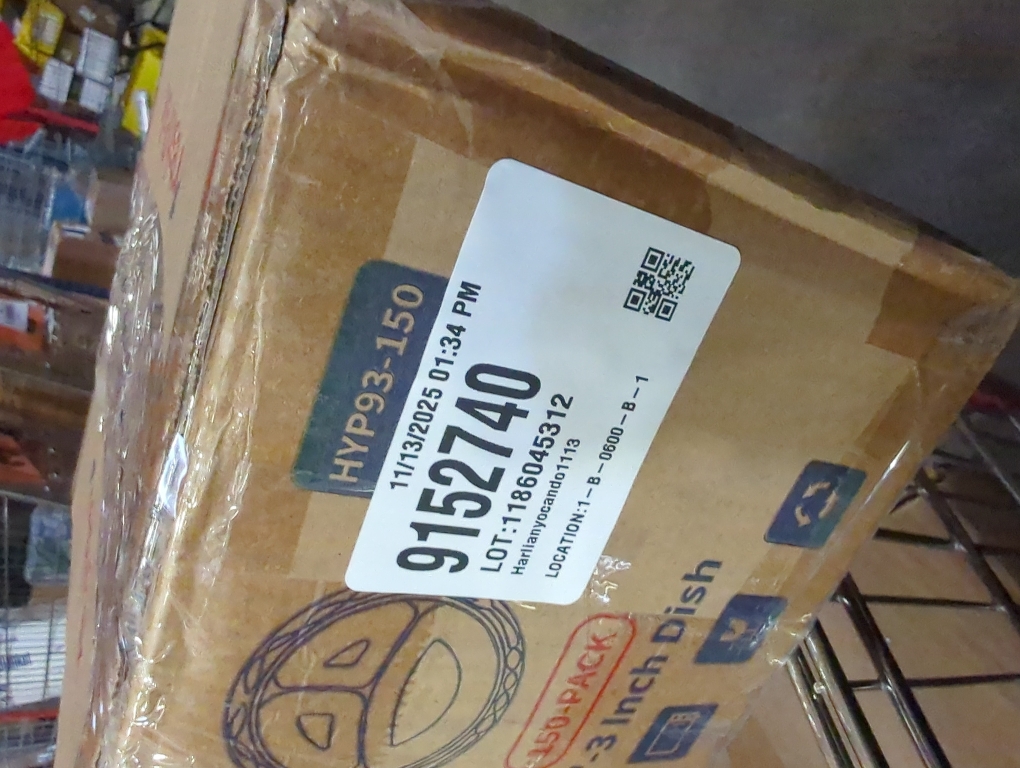 HYP93-150
11/13/2025 01:34 PM
9152740
LOT:11860045312
Harlianyocando1113
LOCATION:1-B-0600-B-1
150-PACK
-3 Inch Dish